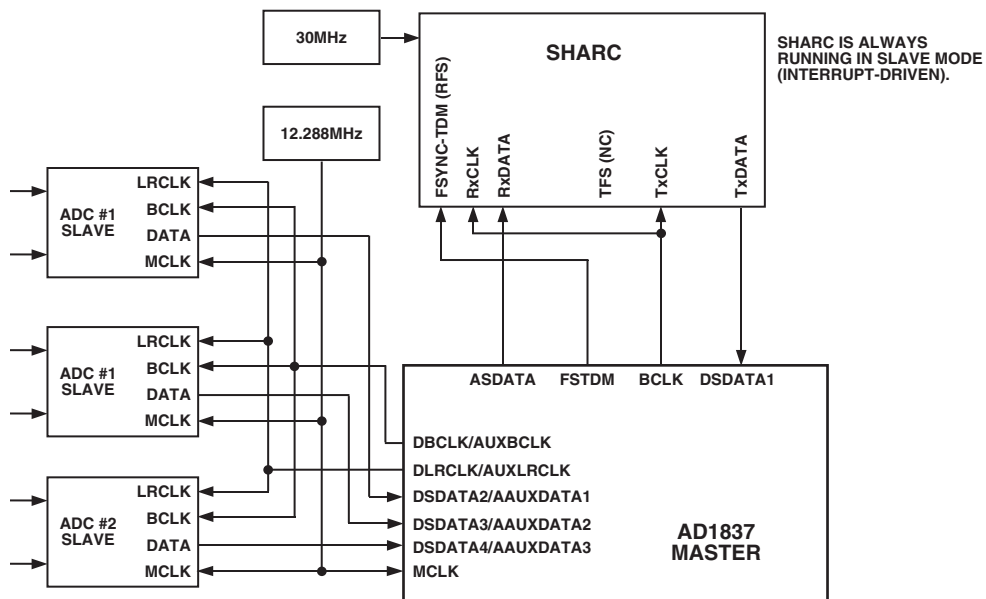 30MHz
SHARC
SHARC IS ALWAYS
RUNNING IN SLAVE MODE
(INTERRUPT-DRIVEN).
12.288MHz
FSYNC-TDM (RFS)
RxCLK
RxDATA
TFS (NC)
TxCLK
TxDATA
ADC #1
SLAVE
LRCLK
BCLK
DATA
MCLK
ADC #1
SLAVE
LRCLK
BCLK
DATA
MCLK
ADC #2
SLAVE
LRCLK
BCLK
DATA
MCLK
ASDATA
FSTDM
BCLK
DSDATA1
DBCLK/AUXBCLK
DLRCLK/AUXLRCLK
DSDATA2/AAUXDATA1
DSDATA3/AAUXDATA2
DSDATA4/AAUXDATA3
MCLK
AD1837
MASTER